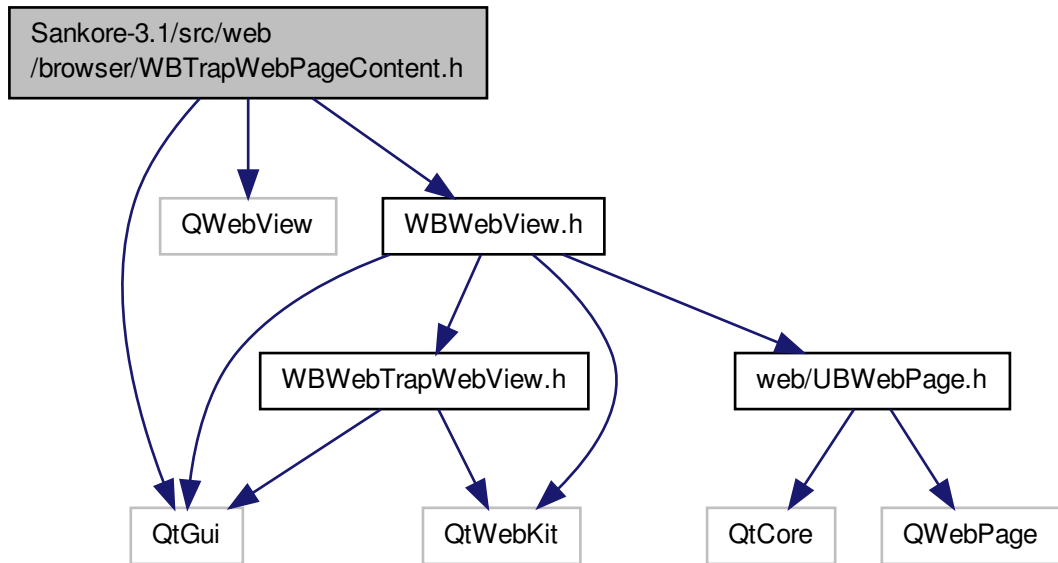 Sankore-3.1/src/web
/browser/WBTrapWebPageContent.h
QWebView
WBWebView.h
WBWebTrapWebView.h
web/UBWebPage.h
QtGui
QtWebKit
QtCore
QWebPage